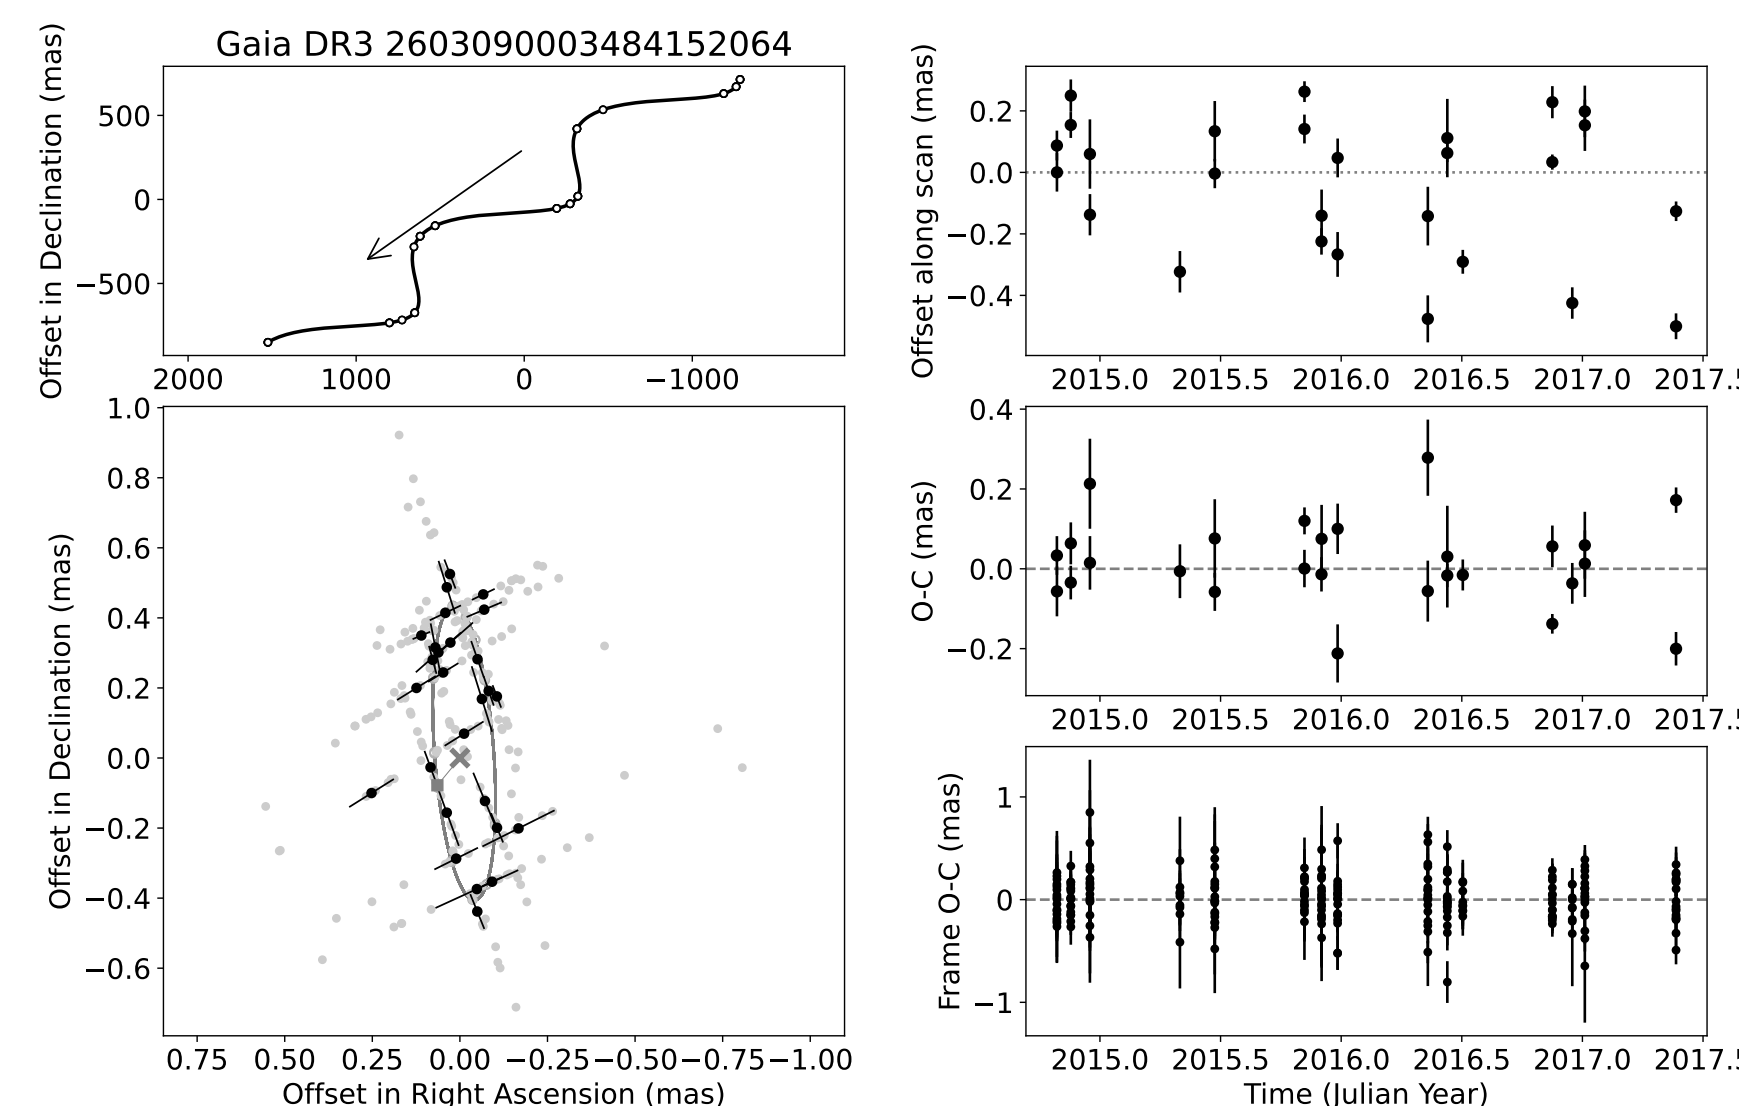 Gaia DR3 2603090003484152064
Offset in Declination (mas)
500
0
−500
2000 1000 0 −1000
Offset in Declination (mas)
1.0
0.8
0.6
0.4
0.2
0.0
−0.2
−0.4
−0.6
0.75 0.50 0.25 0.00 −0.25 −0.50 −0.75 −1.00
Offset in Right Ascension (mas)
Offset along scan (mas)
0.2
0.0
−0.2
−0.4
2015.0 2015.5 2016.0 2016.5 2017.0 2017.5
O-C (mas)
0.4
0.2
0.0
−0.2
2015.0 2015.5 2016.0 2016.5 2017.0 2017.5
Frame O-C (mas)
1
0
−1
2015.0 2015.5 2016.0 2016.5 2017.0 2017.5
Time (Julian Year)